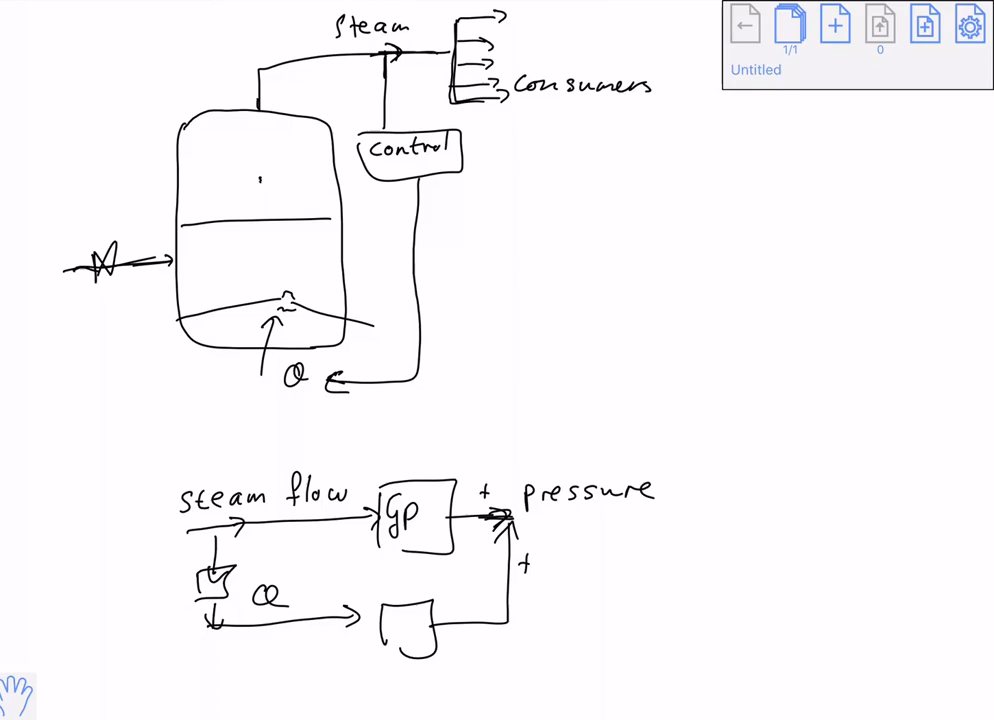 steam
consumers
control
Q
steam flow
GP
+
pressure
+
Q
1/1
0
Untitled